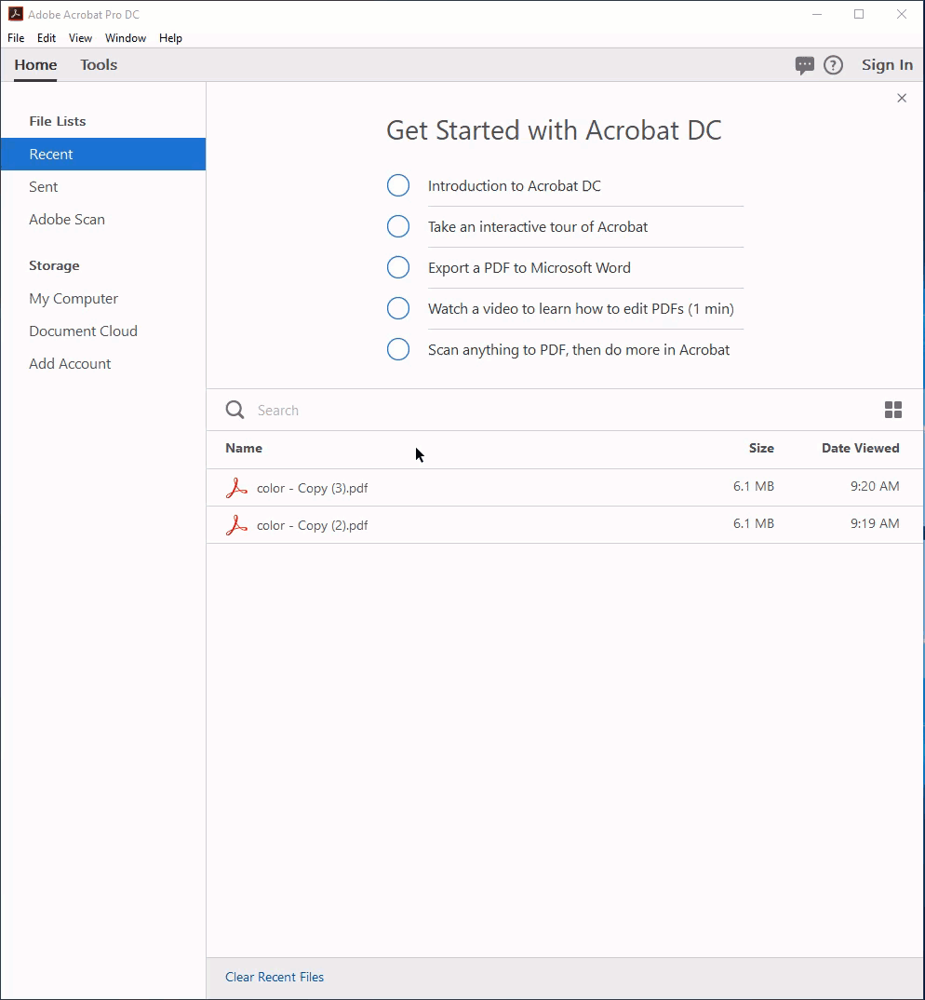 Adobe Acrobat Pro DC
File Edit View Window Help
Home Tools Sign In
File Lists
Recent
Sent
Adobe Scan
Storage
My Computer
Document Cloud
Add Account
Get Started with Acrobat DC
Introduction to Acrobat DC
Take an interactive tour of Acrobat
Export a PDF to Microsoft Word
Watch a video to learn how to edit PDFs (1 min)
Scan anything to PDF, then do more in Acrobat
Search
Name Size Date Viewed
color - Copy (3).pdf 6.1 MB 9:20 AM
color - Copy (2).pdf 6.1 MB 9:19 AM
Clear Recent Files